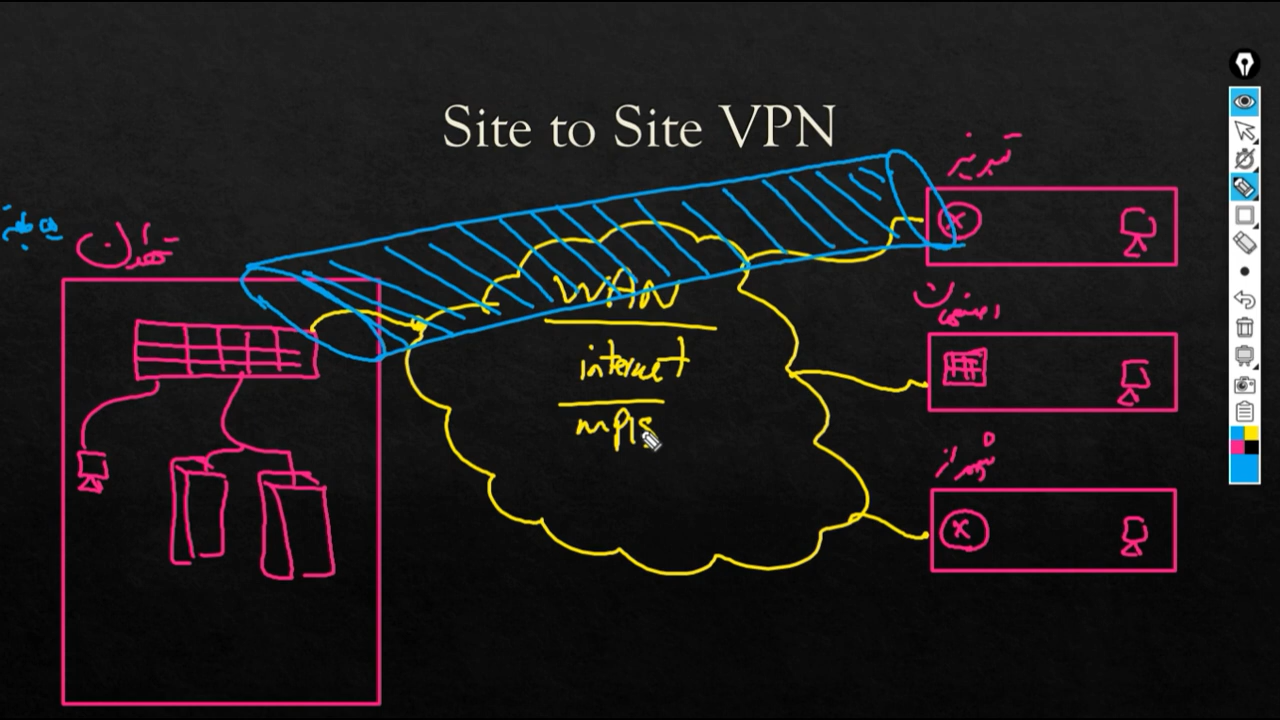 Site to Site VPN
تبریز
تهران
WAN
اصفهان
internet
mpls
شیراز